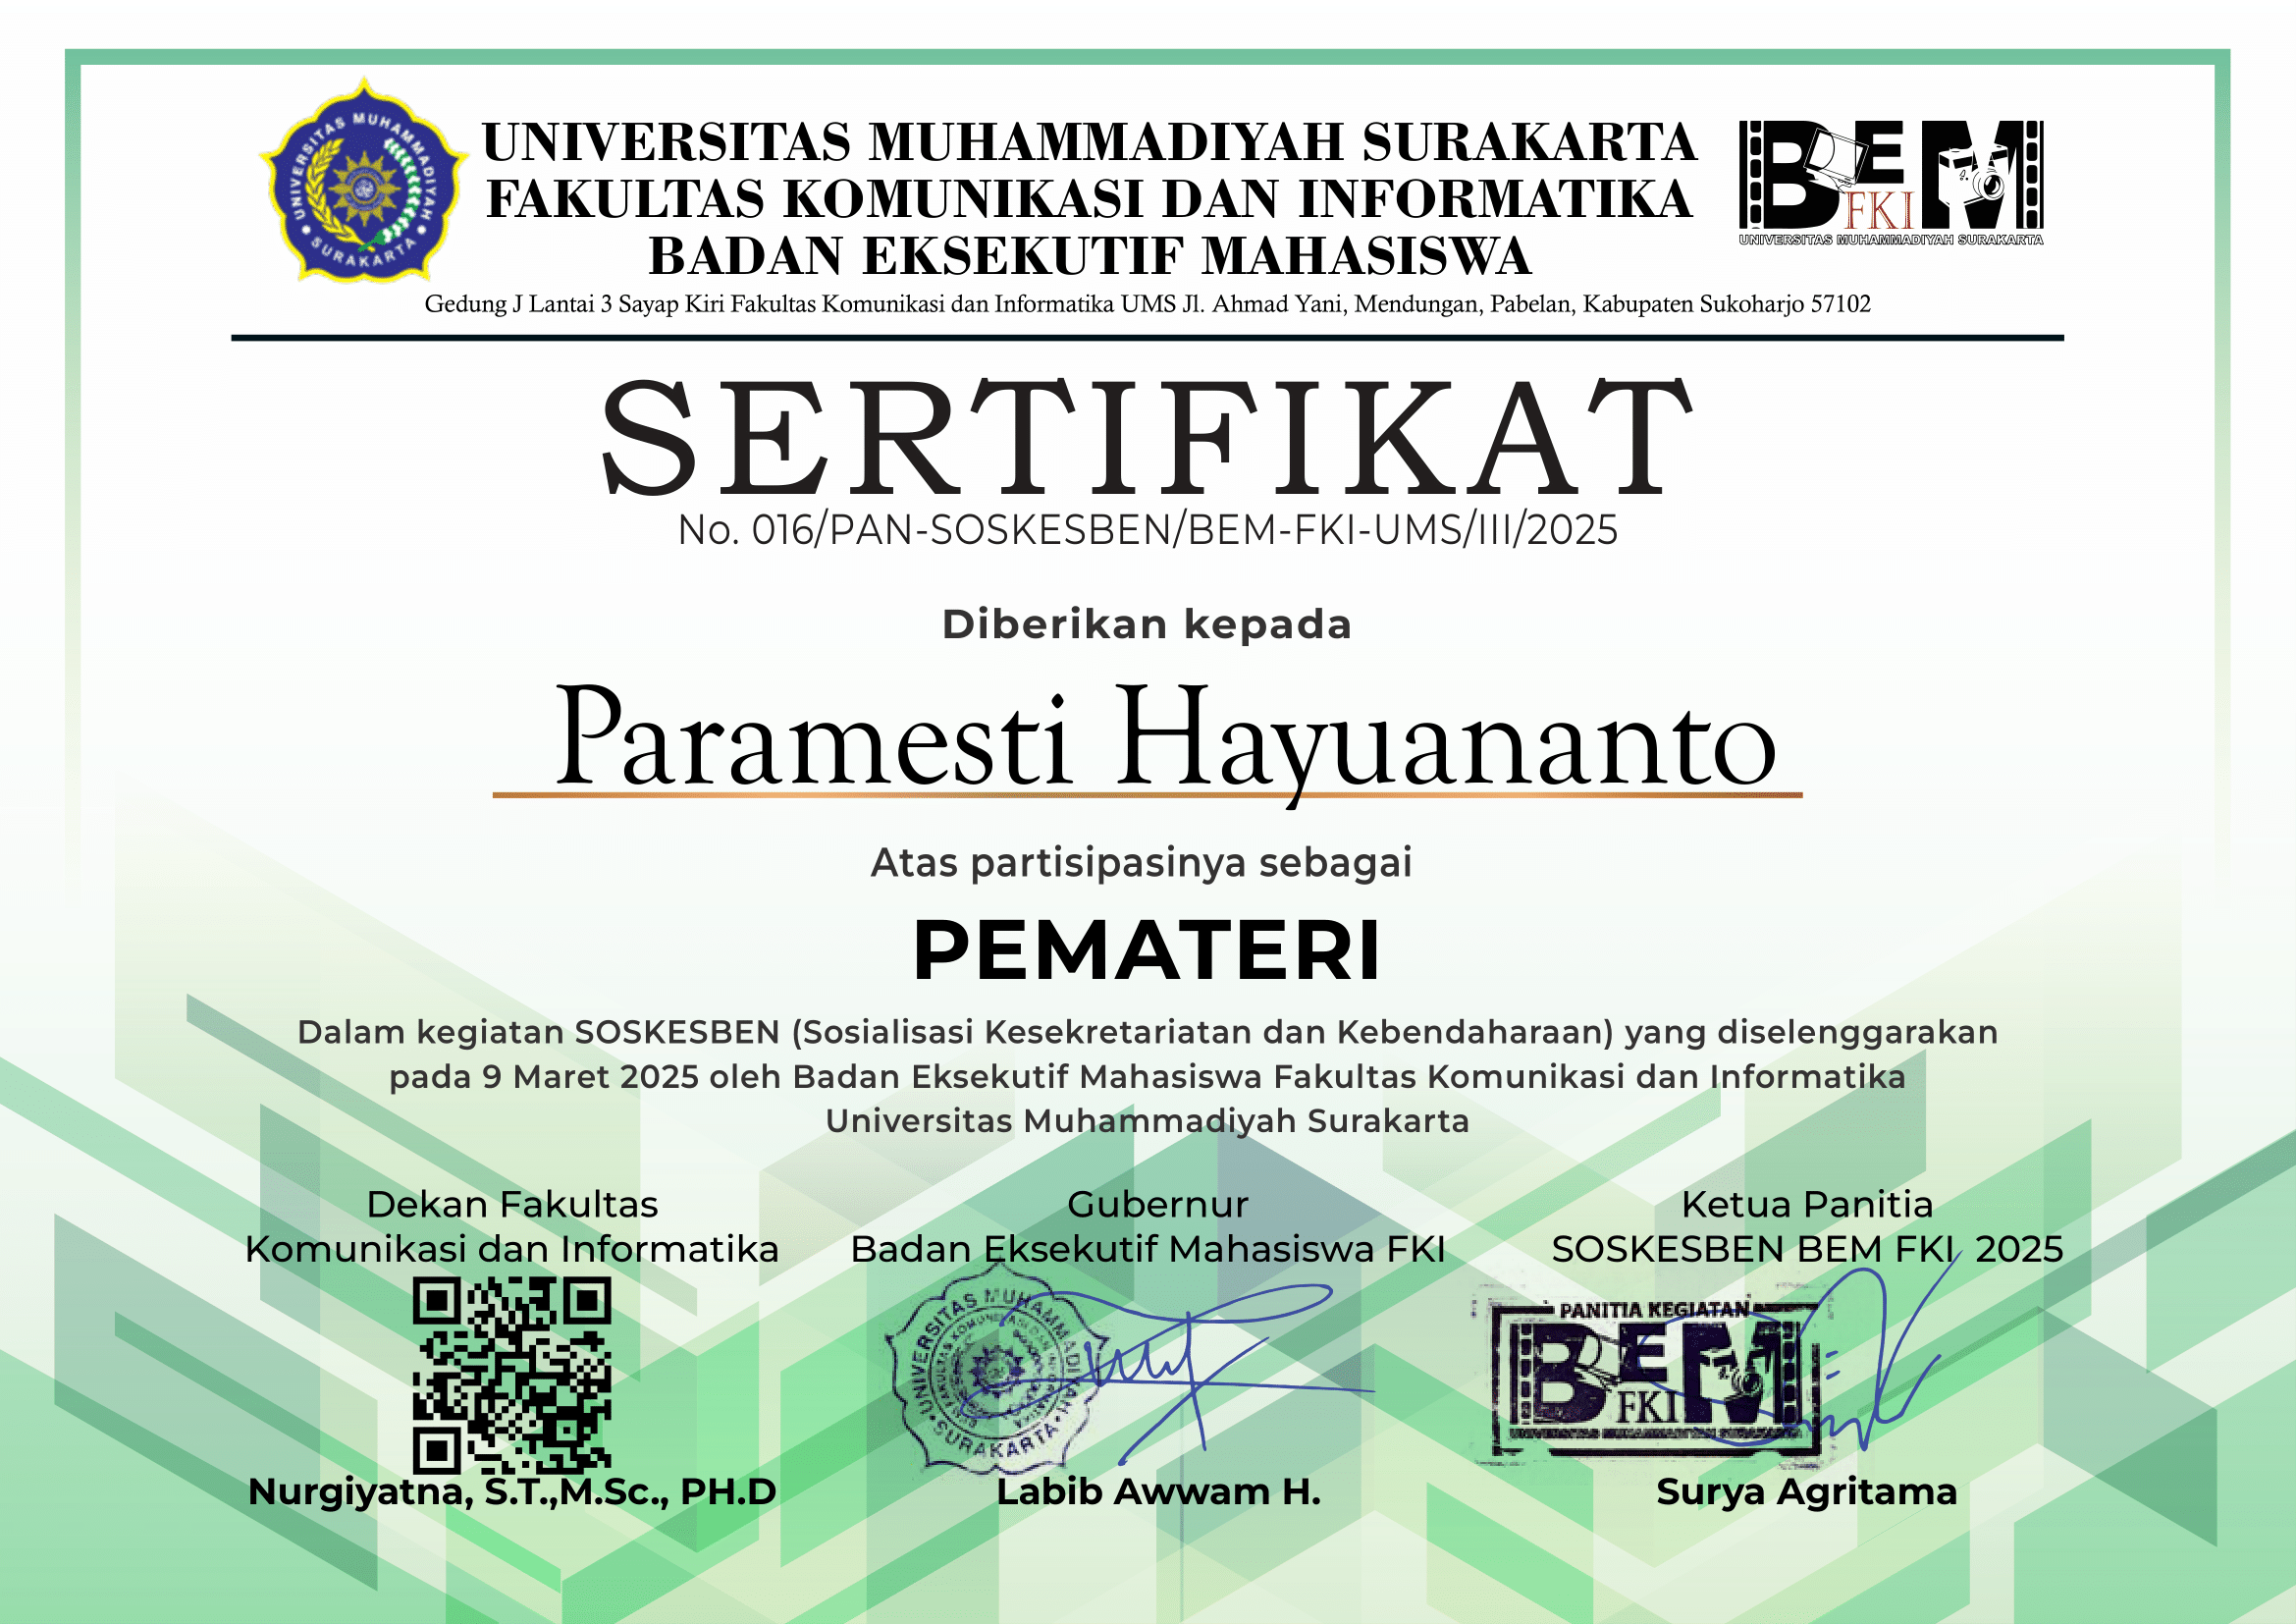 UNIVERSITAS MUHAMMADIYAH SURAKARTA
UNIVERSITAS MUHAMMADIYAH SURAKARTA
FAKULTAS KOMUNIKASI DAN INFORMATIKA
BADAN EKSEKUTIF MAHASISWA
BEM
FKI
UNIVERSITAS MUHAMMADIYAH SURAKARTA
Gedung J Lantai 3 Sayap Kiri Fakultas Komunikasi dan Informatika UMS Jl. Ahmad Yani, Mendungan, Pabelan, Kabupaten Sukoharjo 57102
SERTIFIKAT
No. 016/PAN-SOSKESBEN/BEM-FKI-UMS/III/2025
Diberikan kepada
Paramesti Hayuananto
Atas partisipasinya sebagai
PEMATERI
Dalam kegiatan SOSKESBEN (Sosialisasi Kesekretariatan dan Kebendaharaan) yang diselenggarakan
pada 9 Maret 2025 oleh Badan Eksekutif Mahasiswa Fakultas Komunikasi dan Informatika
Universitas Muhammadiyah Surakarta
Dekan Fakultas
Komunikasi dan Informatika
Nurgiyatna, S.T.,M.Sc., PH.D
Gubernur
Badan Eksekutif Mahasiswa FKI
UNIVERSITAS MUHAMMADIYAH
SURAKARTA
Labib Awwam H.
Ketua Panitia
SOSKESBEN BEM FKI 2025
PANITIA KEGIATAN
BEM
FKI
UNIVERSITAS MUHAMMADIYAH SURAKARTA
Surya Agritama